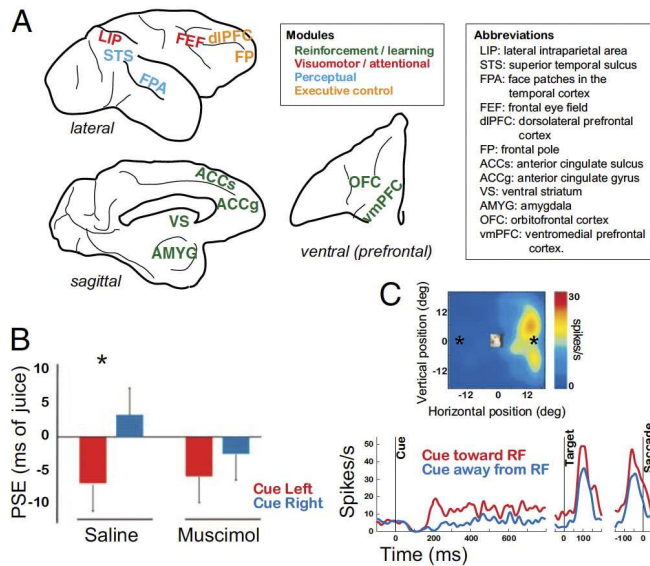 A
LIP
STS
FPA
FEF
dlPFC
FP
lateral
Modules
Reinforcement / learning
Visuomotor / attentional
Perceptual
Executive control
Abbreviations
LIP: lateral intraparietal area
STS: superior temporal sulcus
FPA: face patches in the
temporal cortex
FEF: frontal eye field
dlPFC: dorsolateral prefrontal
cortex
FP: frontal pole
ACCs: anterior cingulate sulcus
ACCg: anterior cingulate gyrus
VS: ventral striatum
AMYG: amygdala
OFC: orbitofrontal cortex
vmPFC: ventromedial prefrontal
cortex.
ACCs
ACCg
VS
AMYG
sagittal
OFC
vmPFC
ventral (prefrontal)
B
PSE (ms of juice)
10
5
0
-5
-10
*
Cue Left
Cue Right
Saline
Muscimol
C
Vertical position (deg)
12
0
-12
*
*
-12
0
12
Horizontal position (deg)
30
0
spikes/s
Spikes/s
50
40
30
20
10
0
Cue
Cue toward RF
Cue away from RF
0
200
400
600
Time (ms)
Target
0
100
Saccade
-100
0